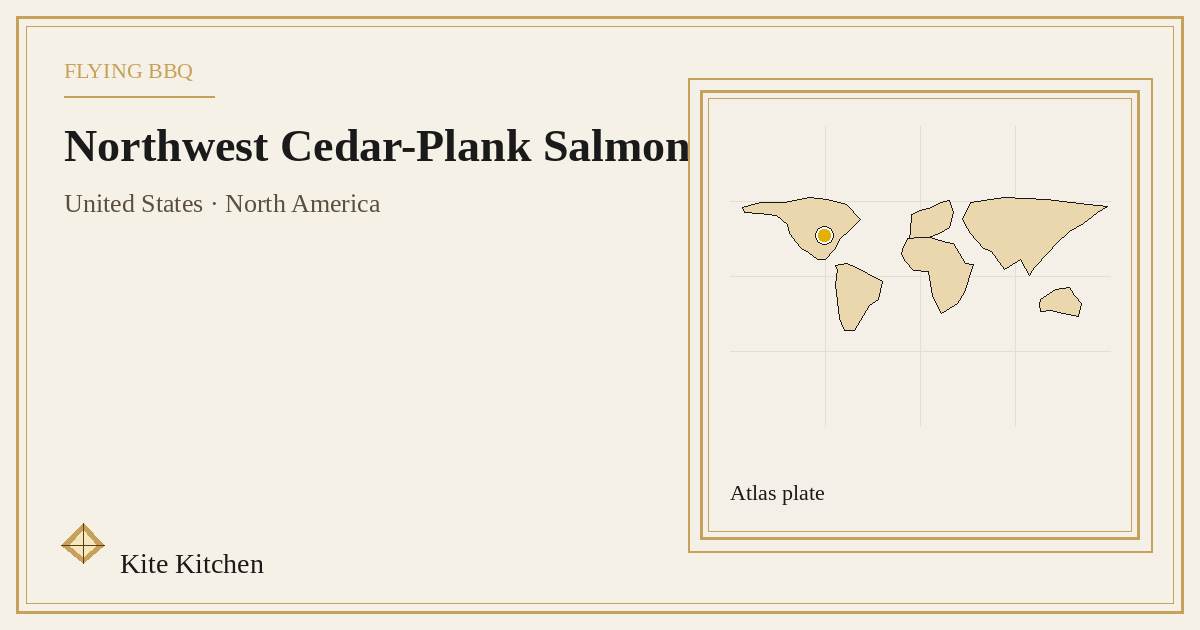 FLYING BBQ
Northwest Cedar-Plank Salmon
United States · North America
Atlas plate
Kite Kitchen